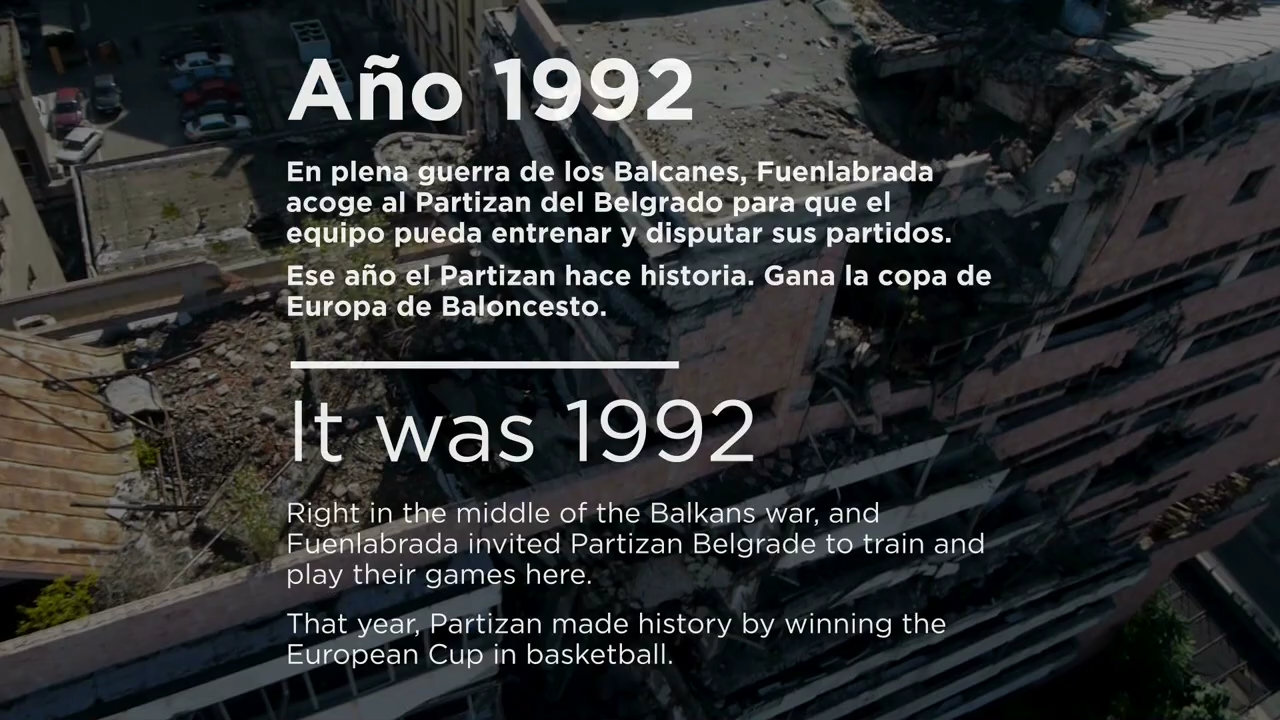 Año 1992
En plena guerra de los Balcanes, Fuenlabrada
acoge al Partizan del Belgrado para que el
equipo pueda entrenar y disputar sus partidos.
Ese año el Partizan hace historia. Gana la copa de
Europa de Baloncesto.
It was 1992
Right in the middle of the Balkans war, and
Fuenlabrada invited Partizan Belgrade to train and
play their games here.
That year, Partizan made history by winning the
European Cup in basketball.